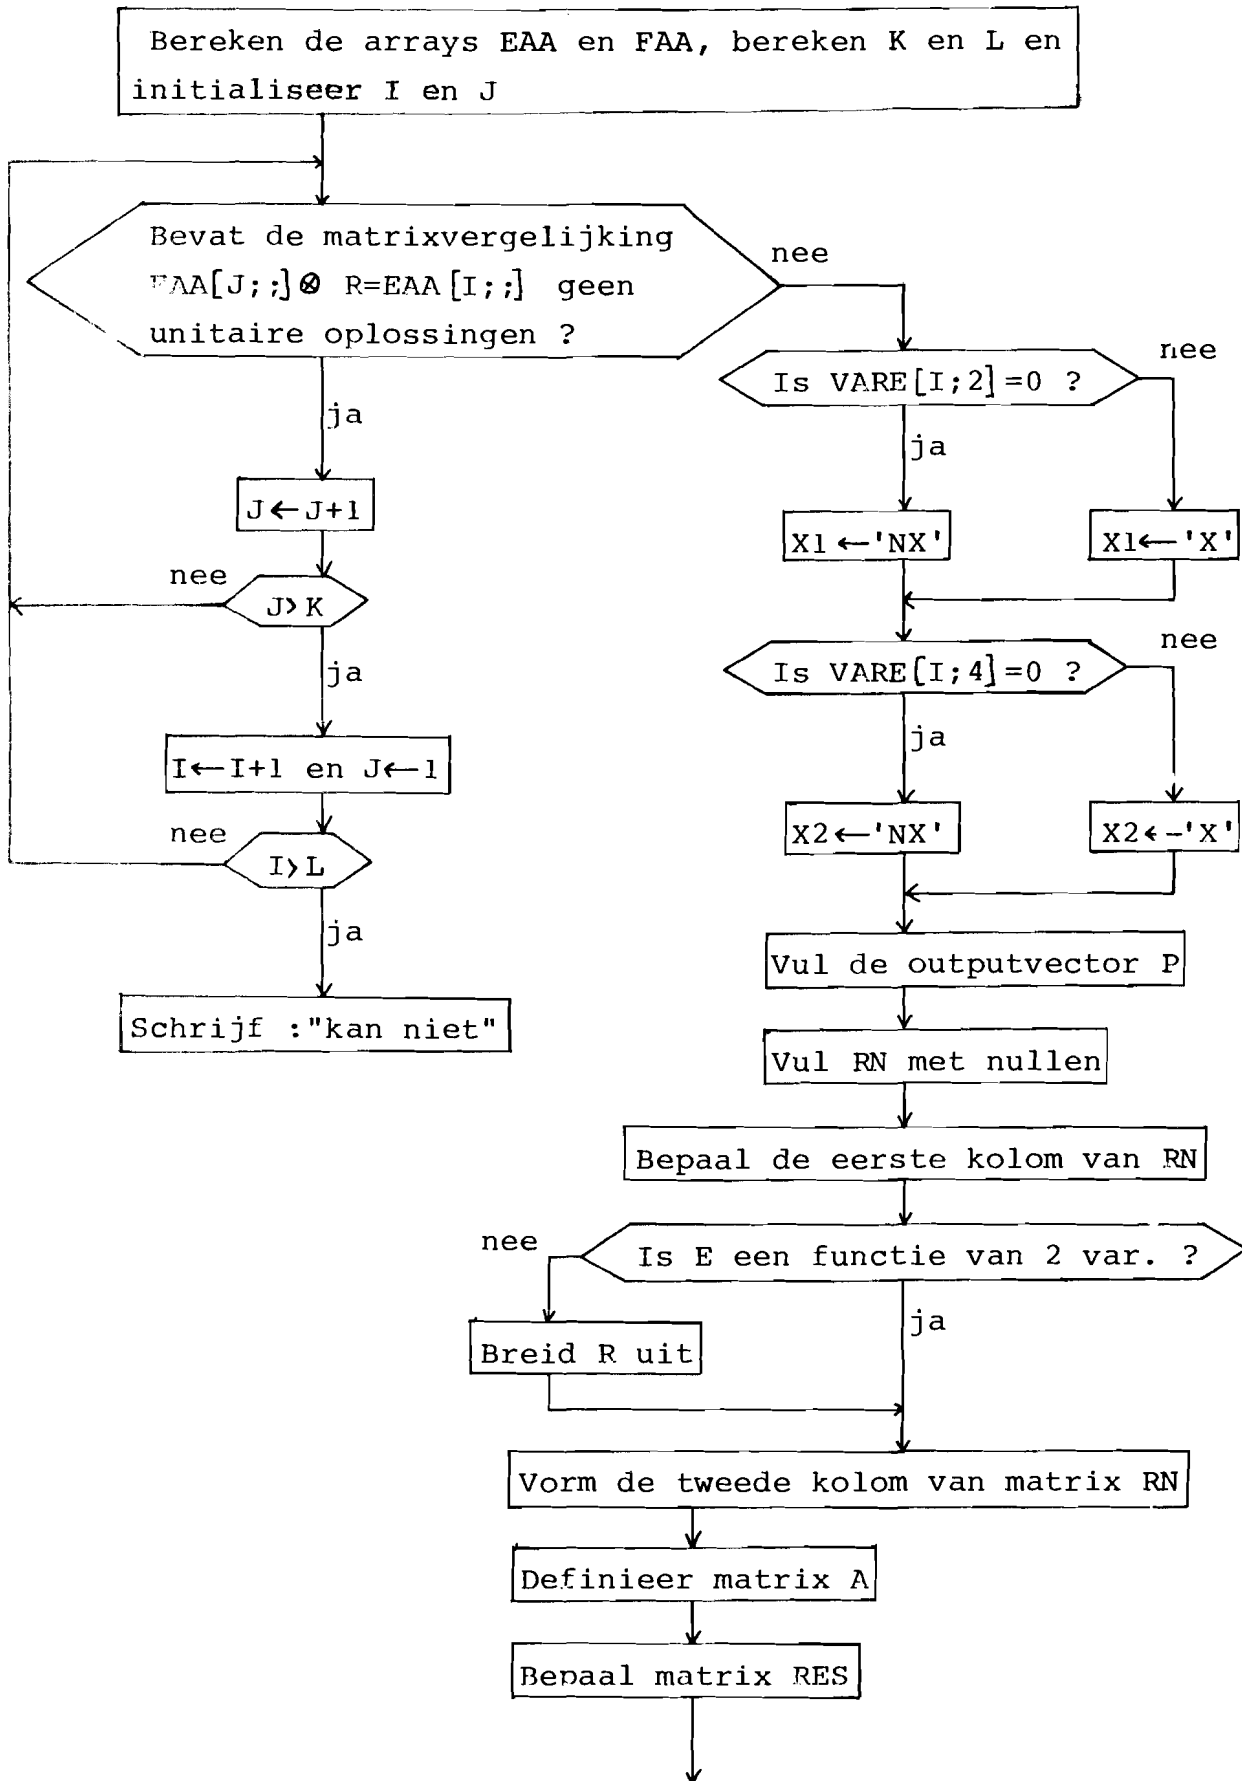 Bereken de arrays EAA en FAA, bereken K en L en
initialiseer I en J
Bevat de matrixvergelijking
FAA[J;;]⊗ R=EAA[I;;] geen
unitaire oplossingen ?
nee
ja
J←J+1
nee
J>K
ja
I←I+1 en J←1
nee
I>L
ja
Schrijf :"kan niet"
Is VARE[I;2]=0 ?
nee
ja
X1←'NX'
X1←'X'
Is VARE[I;4]=0 ?
nee
ja
X2←'NX'
X2←'X'
Vul de outputvector P
Vul RN met nullen
Bepaal de eerste kolom van RN
nee
Is E een functie van 2 var. ?
ja
Breid R uit
Vorm de tweede kolom van matrix RN
Definieer matrix A
Bepaal matrix RES